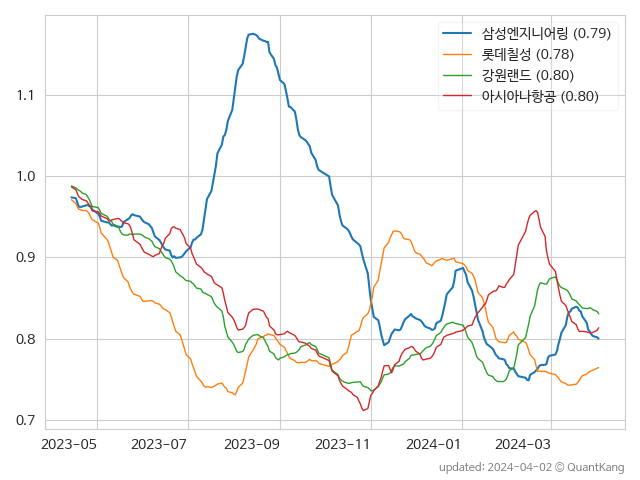 삼성엔지니어링 (0.79)
롯데칠성 (0.78)
강원랜드 (0.80)
아시아나항공 (0.80)
1.1
1.0
0.9
0.8
0.7
2023-05 2023-07 2023-09 2023-11 2024-01 2024-03
updated: 2024-04-02 © QuantKang